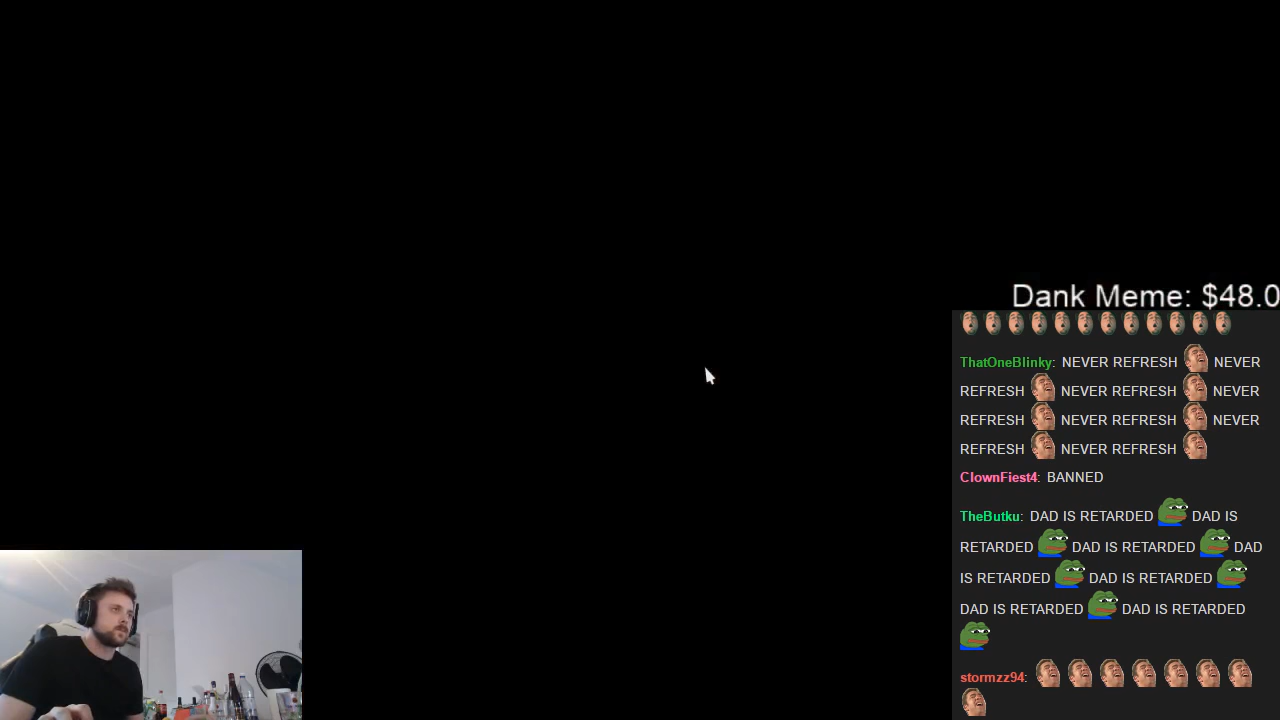 Dank Meme: $48.0
ThatOneBlinky: NEVER REFRESH NEVER
REFRESH NEVER REFRESH NEVER
REFRESH NEVER REFRESH NEVER
REFRESH NEVER REFRESH
ClownFiest4: BANNED
TheButku: DAD IS RETARDED DAD IS
RETARDED DAD IS RETARDED DAD
IS RETARDED DAD IS RETARDED
DAD IS RETARDED DAD IS RETARDED
stormzz94: